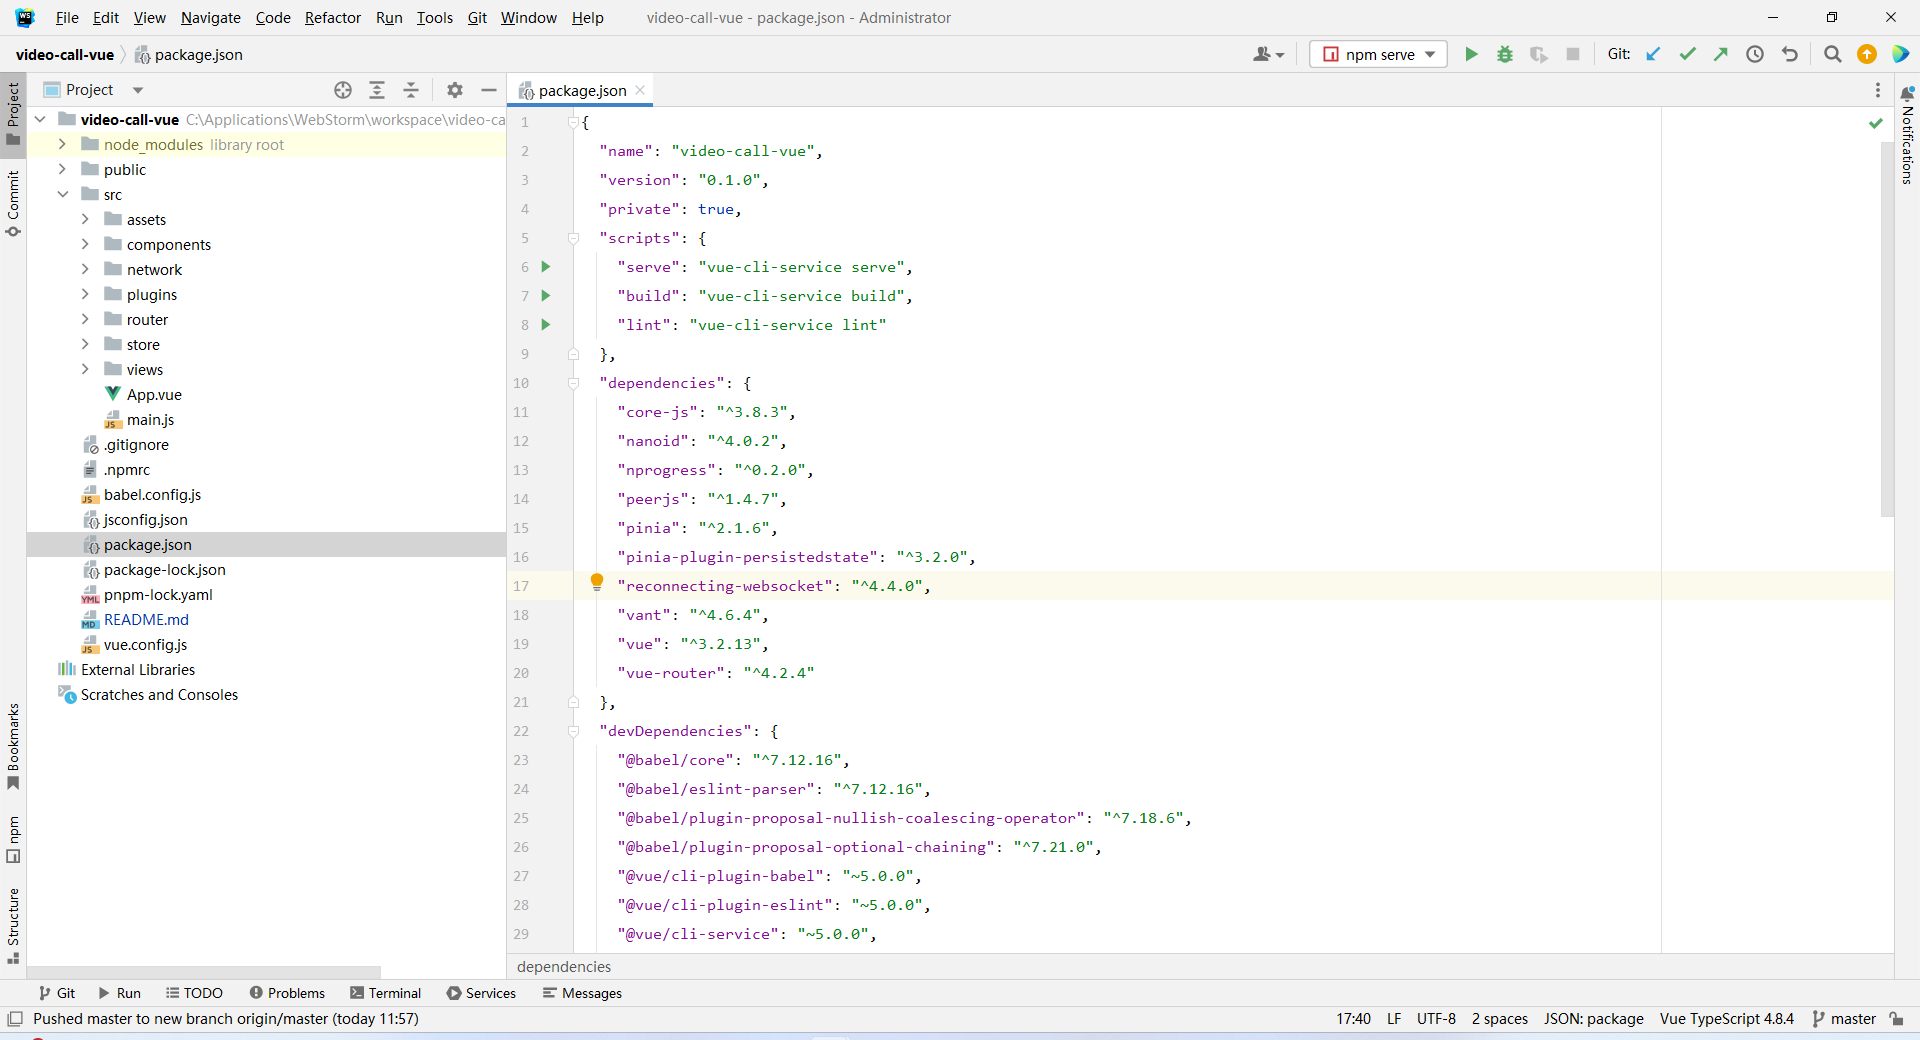 WS File Edit View Navigate Code Refactor Run Tools Git Window Help video-call-vue - package.json - Administrator
video-call-vue package.json npm serve Git:
Project
Commit
Bookmarks
npm
Structure
Project
video-call-vue C:\Applications\WebStorm\workspace\video-ca
node_modules library root
public
src
assets
components
network
plugins
router
store
views
App.vue
JS main.js
.gitignore
.npmrc
JS babel.config.js
jsconfig.json
package.json
package-lock.json
YML pnpm-lock.yaml
MD README.md
JS vue.config.js
External Libraries
Scratches and Consoles
package.json
1 {
2 "name": "video-call-vue",
3 "version": "0.1.0",
4 "private": true,
5 "scripts": {
6 "serve": "vue-cli-service serve",
7 "build": "vue-cli-service build",
8 "lint": "vue-cli-service lint"
9 },
10 "dependencies": {
11 "core-js": "^3.8.3",
12 "nanoid": "^4.0.2",
13 "nprogress": "^0.2.0",
14 "peerjs": "^1.4.7",
15 "pinia": "^2.1.6",
16 "pinia-plugin-persistedstate": "^3.2.0",
17 "reconnecting-websocket": "^4.4.0",
18 "vant": "^4.6.4",
19 "vue": "^3.2.13",
20 "vue-router": "^4.2.4"
21 },
22 "devDependencies": {
23 "@babel/core": "^7.12.16",
24 "@babel/eslint-parser": "^7.12.16",
25 "@babel/plugin-proposal-nullish-coalescing-operator": "^7.18.6",
26 "@babel/plugin-proposal-optional-chaining": "^7.21.0",
27 "@vue/cli-plugin-babel": "~5.0.0",
28 "@vue/cli-plugin-eslint": "~5.0.0",
29 "@vue/cli-service": "~5.0.0",
dependencies
Notifications
Git Run TODO Problems Terminal Services Messages
Pushed master to new branch origin/master (today 11:57) 17:40 LF UTF-8 2 spaces JSON: package Vue TypeScript 4.8.4 master